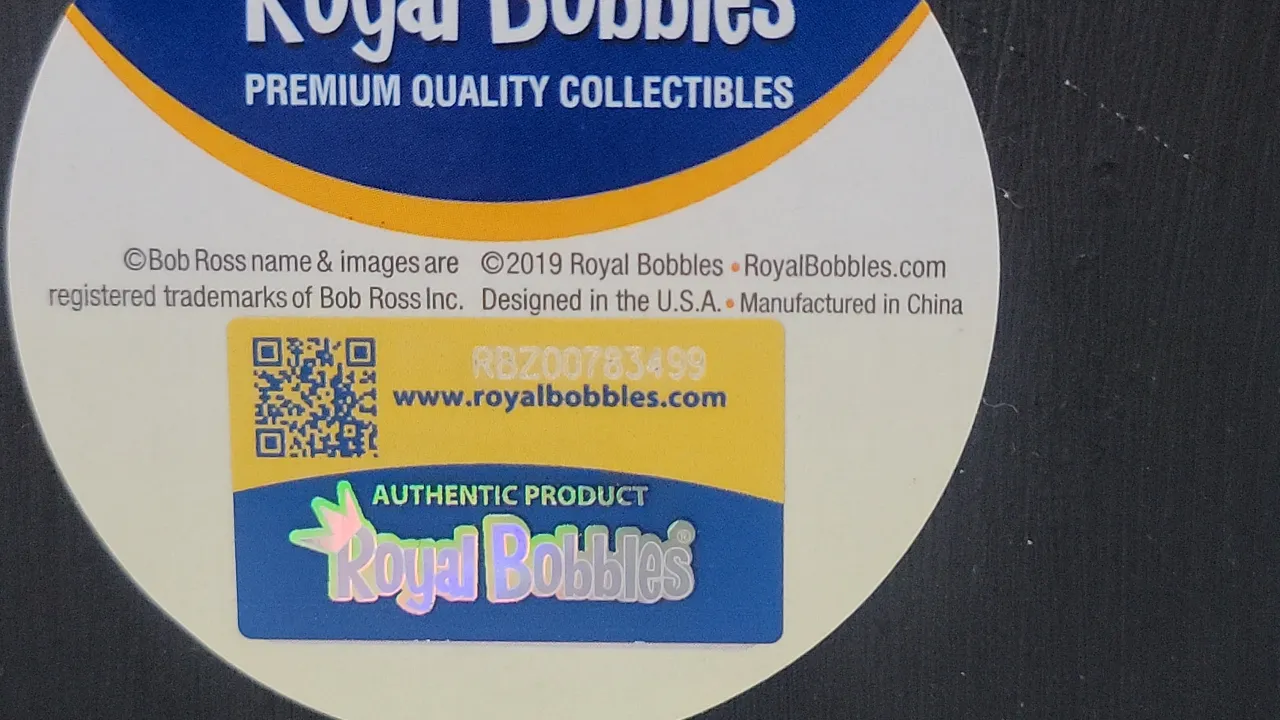 Royal Bobbles
PREMIUM QUALITY COLLECTIBLES
©Bob Ross name & images are
registered trademarks of Bob Ross Inc.
©2019 Royal Bobbles • RoyalBobbles.com
Designed in the U.S.A. • Manufactured in China
RBZ00783499
www.royalbobbles.com
AUTHENTIC PRODUCT
Royal Bobbles®